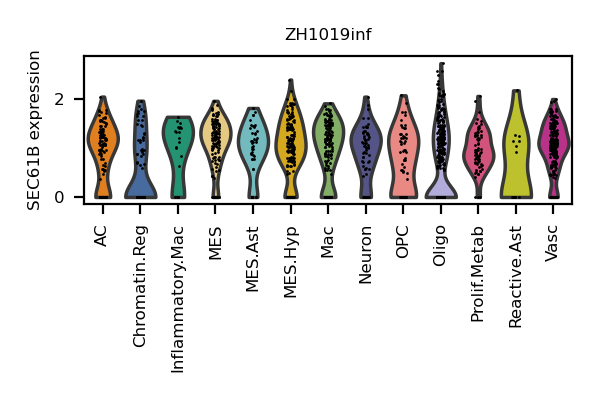 ZH1019inf
SEC61B expression
2
0
AC
Chromatin.Reg
Inflammatory.Mac
MES
MES.Ast
MES.Hyp
Mac
Neuron
OPC
Oligo
Prolif.Metab
Reactive.Ast
Vasc